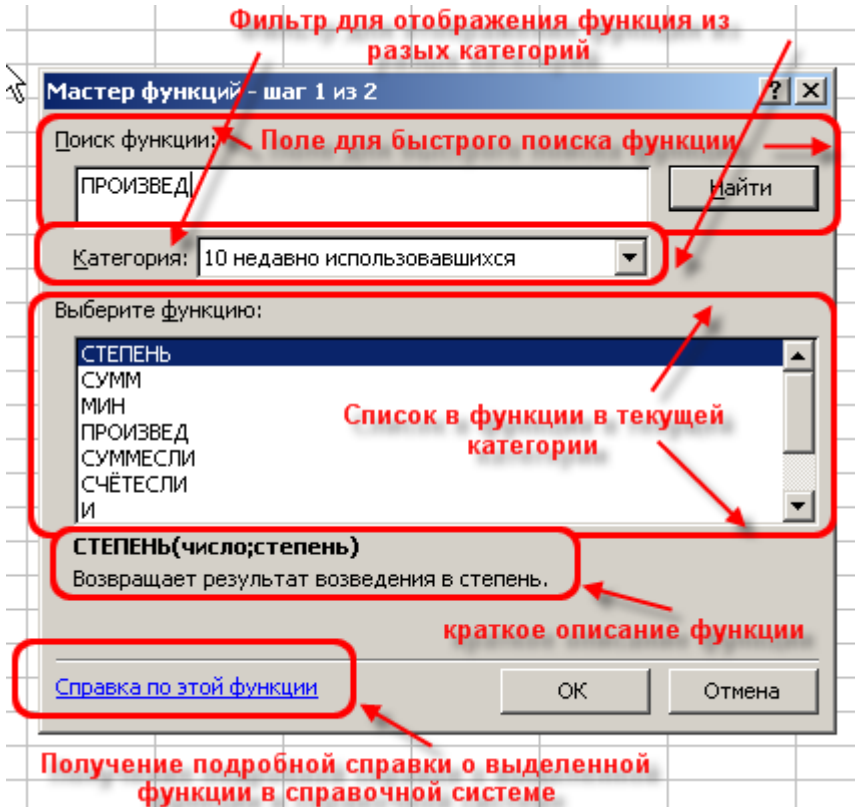 Фильтр для отображения функция из
разых категорий
Мастер функций - шаг 1 из 2
Поиск функции:
Поле для быстрого поиска функции
ПРОИЗВЕД
Найти
Категория:
10 недавно использовавшихся
Выберите функцию:
СТЕПЕНЬ
СУММ
МИН
ПРОИЗВЕД
СУММЕСЛИ
СЧЁТЕСЛИ
И
Список в функции в текущей
категории
СТЕПЕНЬ(число;степень)
Возвращает результат возведения в степень.
краткое описание функции
Справка по этой функции
ОК
Отмена
Получение подробной справки о выделенной
функции в справочной системе